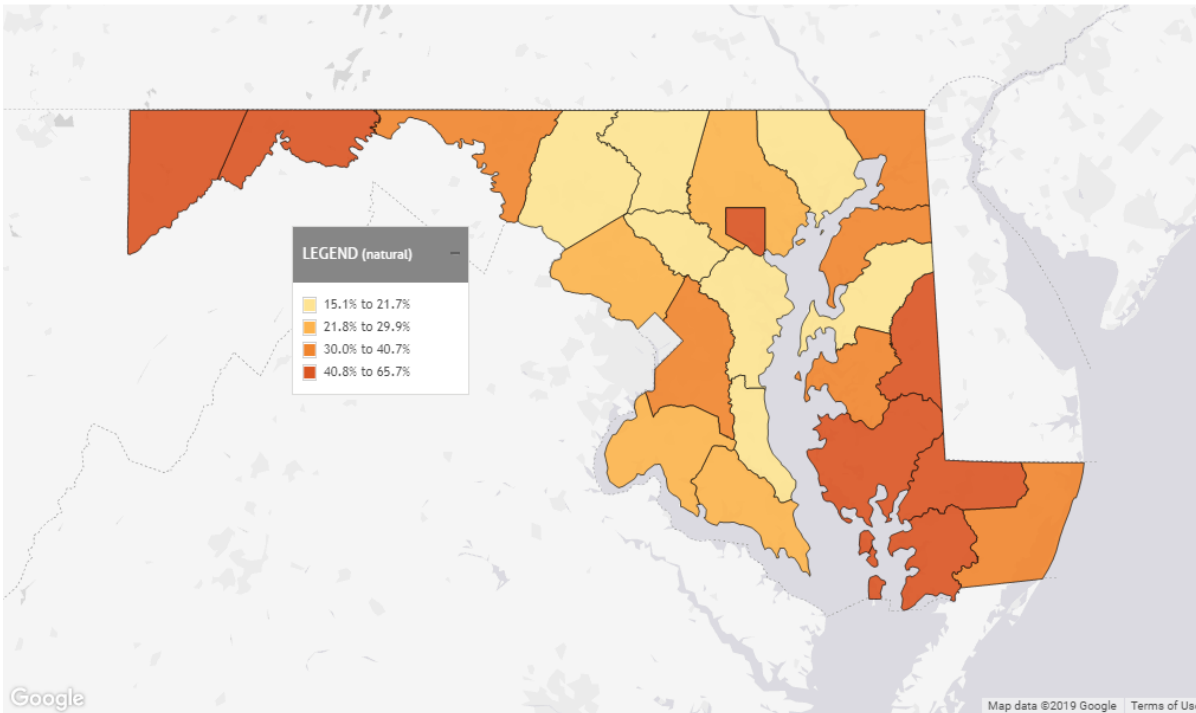 LEGEND (natural) −
15.1% to 21.7%
21.8% to 29.9%
30.0% to 40.7%
40.8% to 65.7%
Google
Map data ©2019 Google Terms of Us